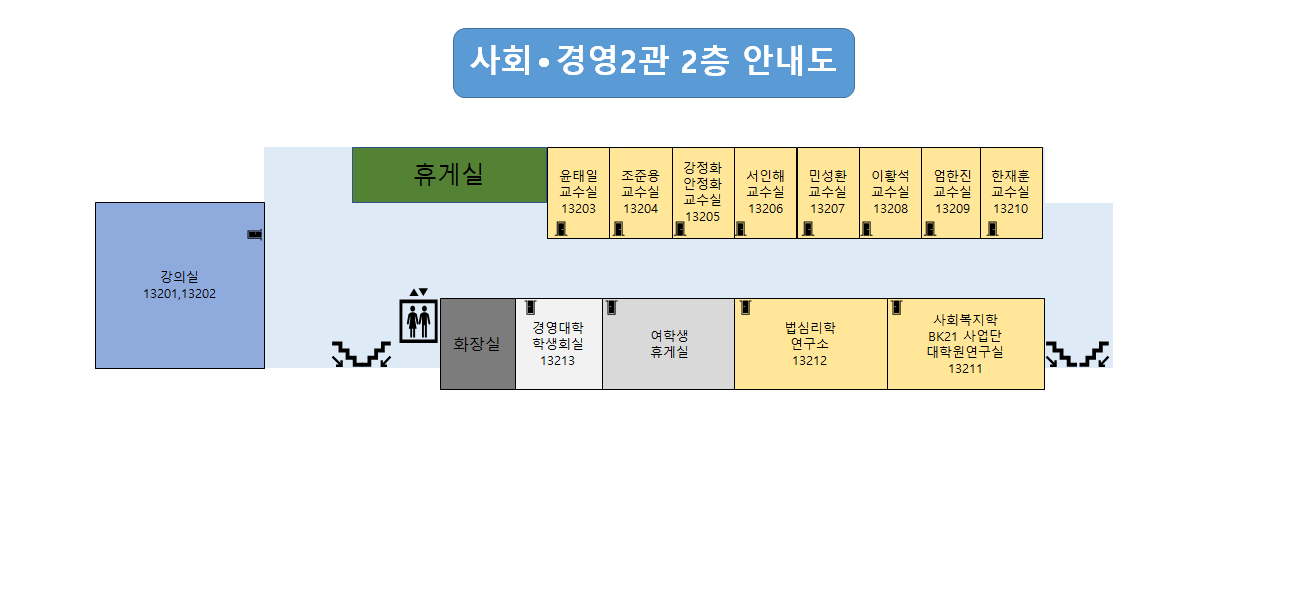 사회•경영2관 2층 안내도
휴게실
윤태일
교수실
13203
조준용
교수실
13204
강정화
안정화
교수실
13205
서인해
교수실
13206
민성환
교수실
13207
이황석
교수실
13208
엄한진
교수실
13209
한재훈
교수실
13210
강의실
13201,13202
화장실
경영대학
학생회실
13213
여학생
휴게실
법심리학
연구소
13212
사회복지학
BK21 사업단
대학원연구실
13211